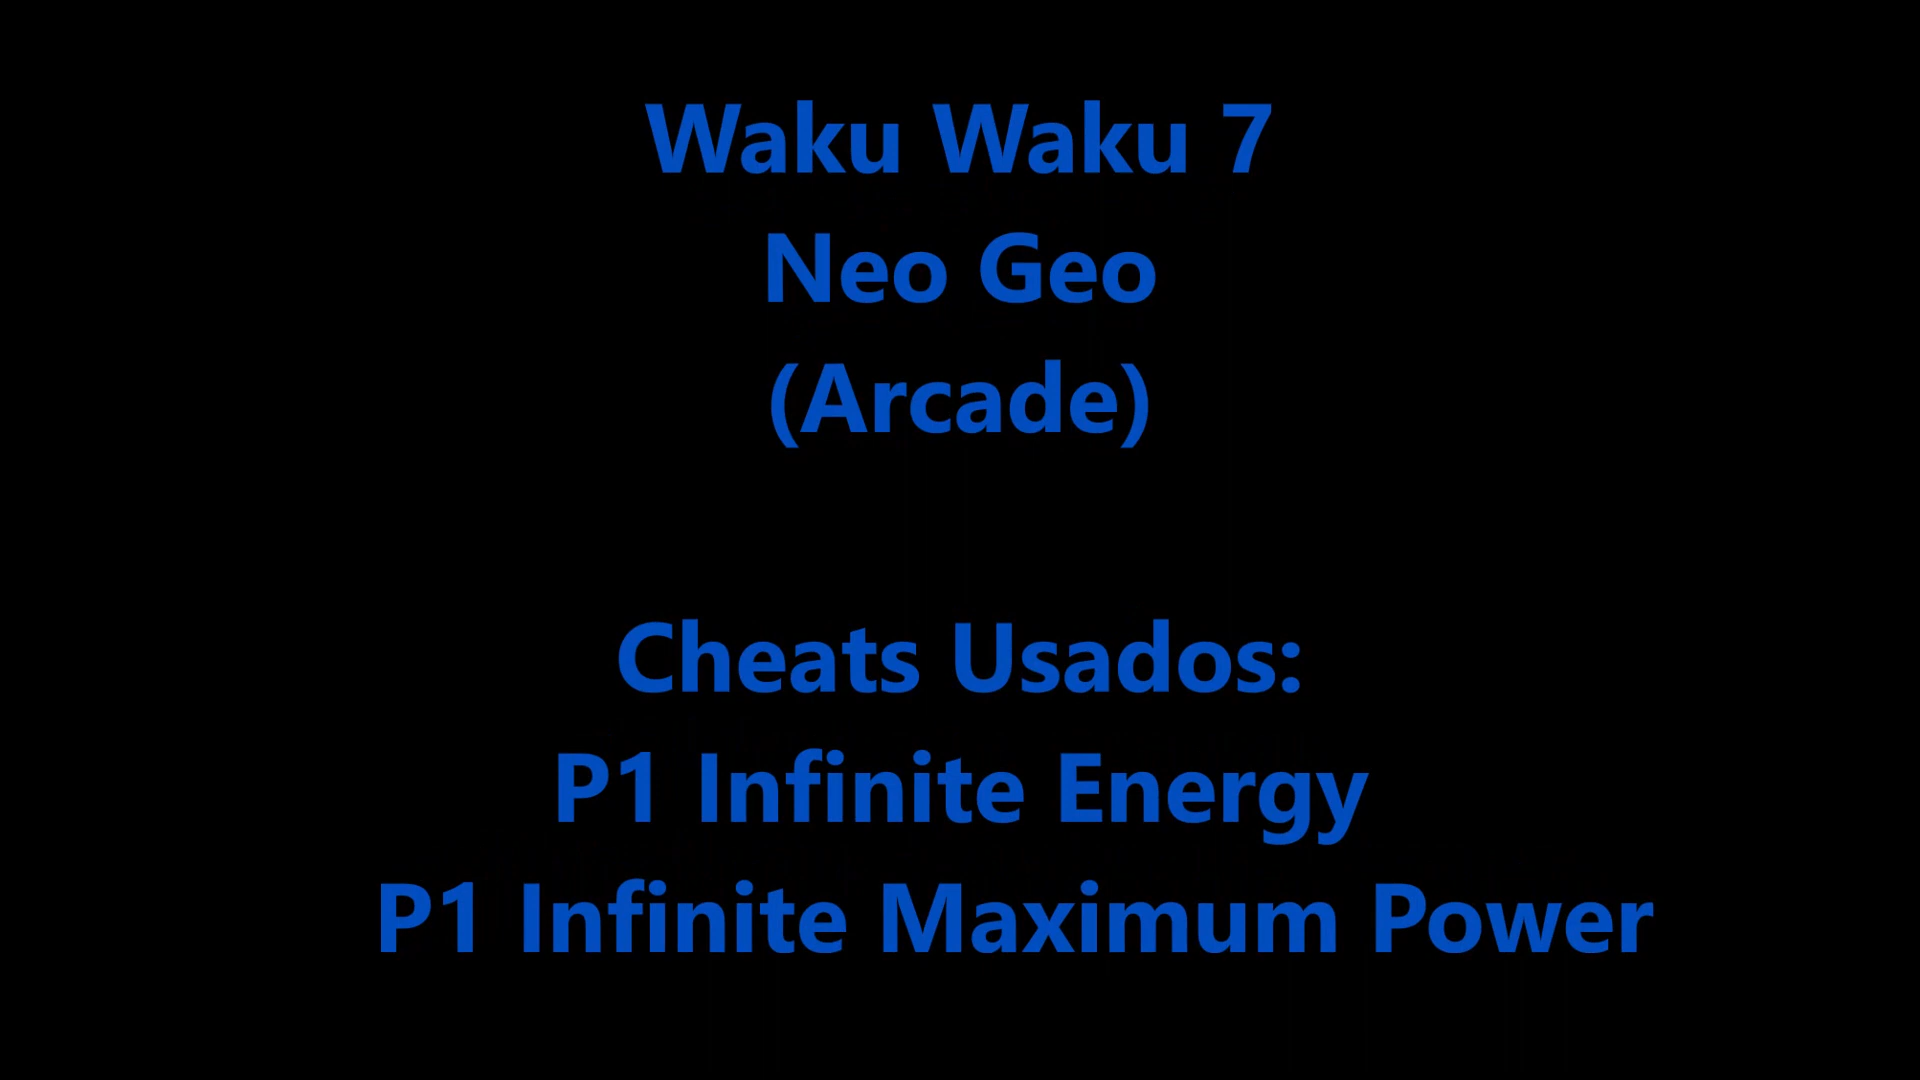 Waku Waku 7
Neo Geo
(Arcade)
Cheats Usados:
P1 Infinite Energy
P1 Infinite Maximum Power